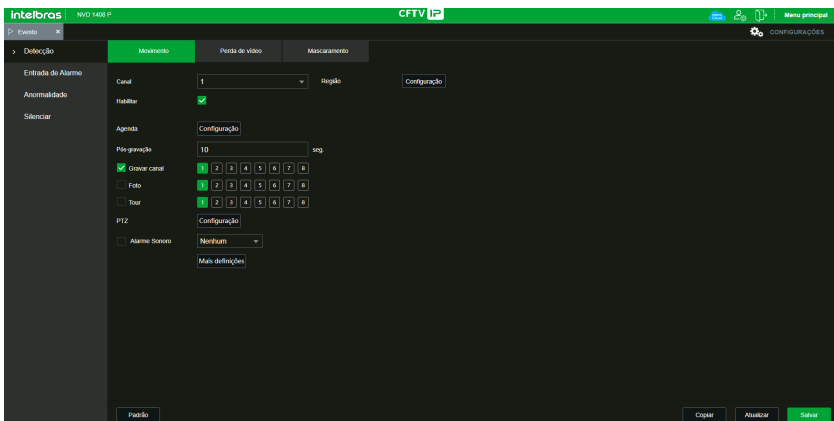 intelbras NVD 1408 P CFTV IP Menu principal
Evento × CONFIGURAÇÕES
> Detecção Movimento Perda de vídeo Mascaramento
Entrada de Alarme
Anormalidade
Silenciar
Canal 1 Região Configuração
Habilitar
Agenda Configuração
Pós-gravação 10 seg.
Gravar canal 1 2 3 4 5 6 7 8
Foto 1 2 3 4 5 6 7 8
Tour 1 2 3 4 5 6 7 8
PTZ Configuração
Alarme Sonoro Nenhum
Mais definições
Padrão Copiar Atualizar Salvar